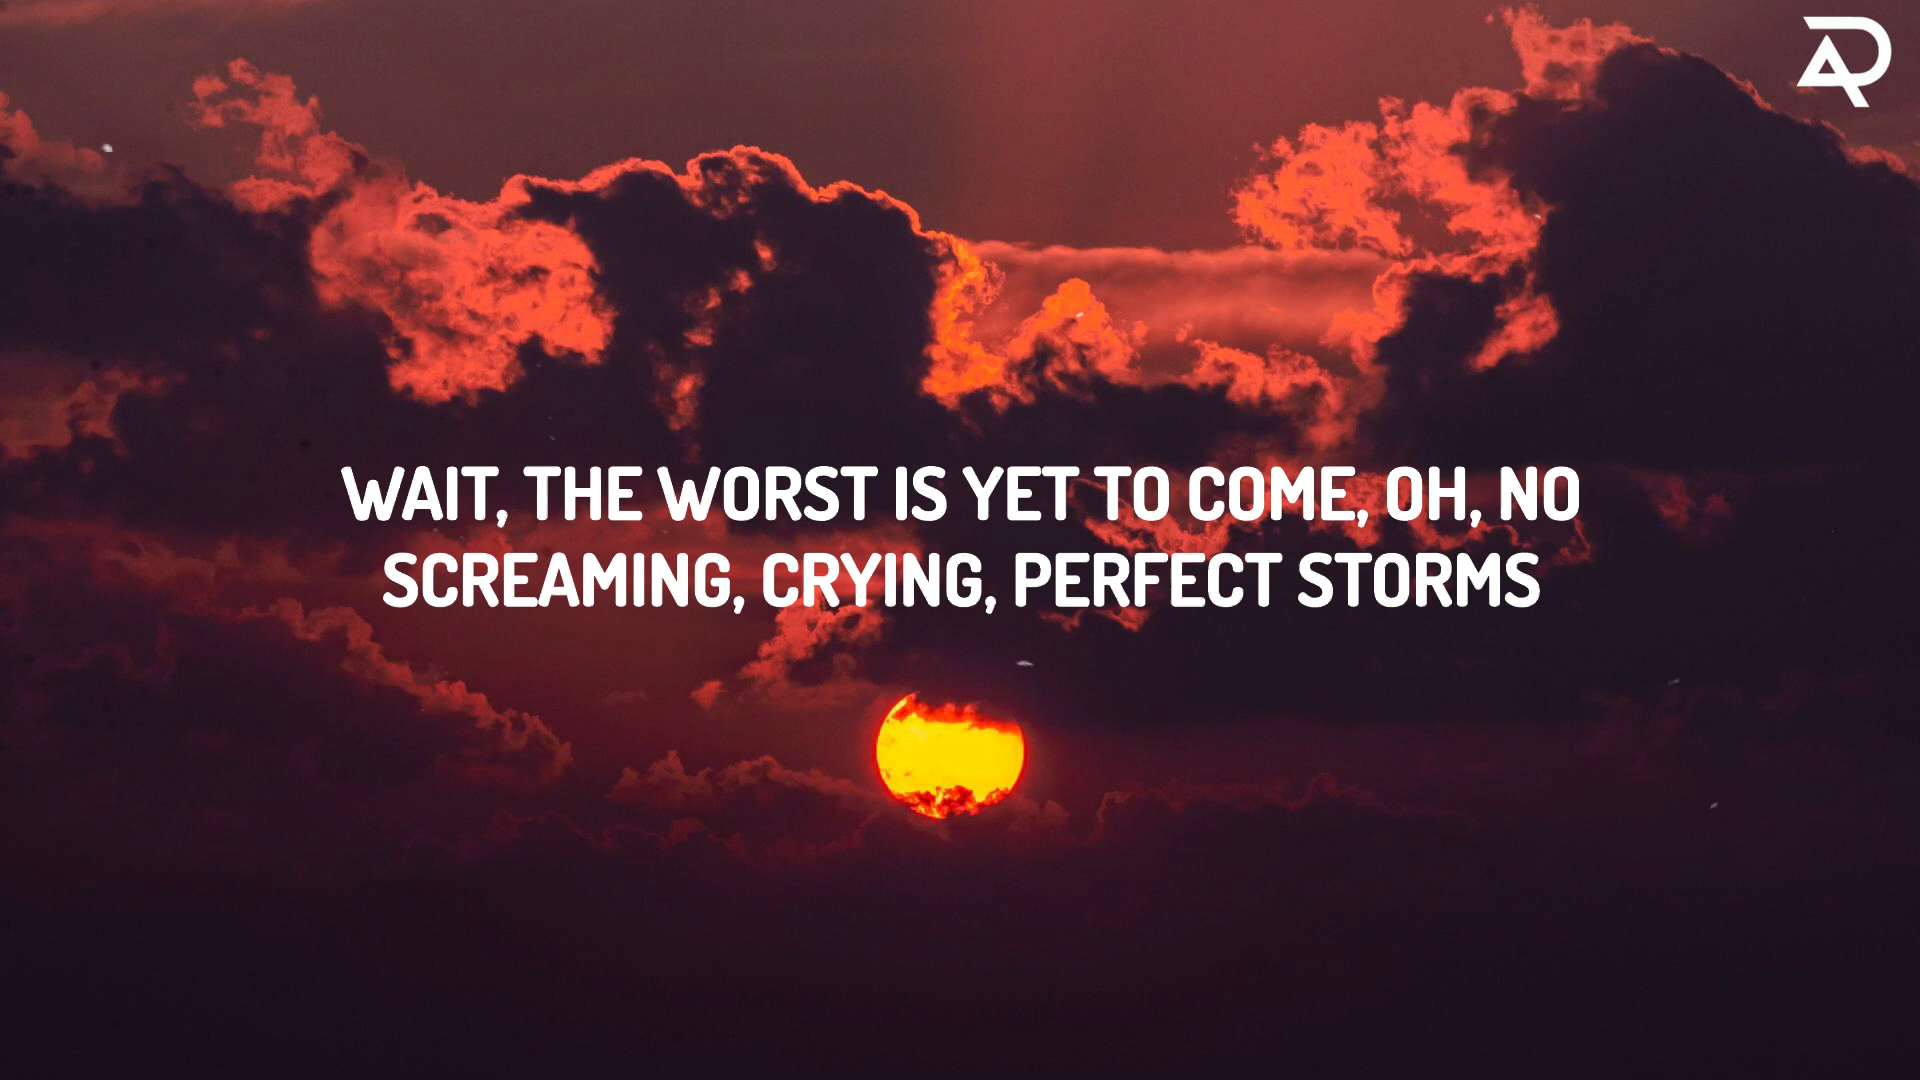 WAIT, THE WORST IS YET TO COME, OH, NO
SCREAMING, CRYING, PERFECT STORMS